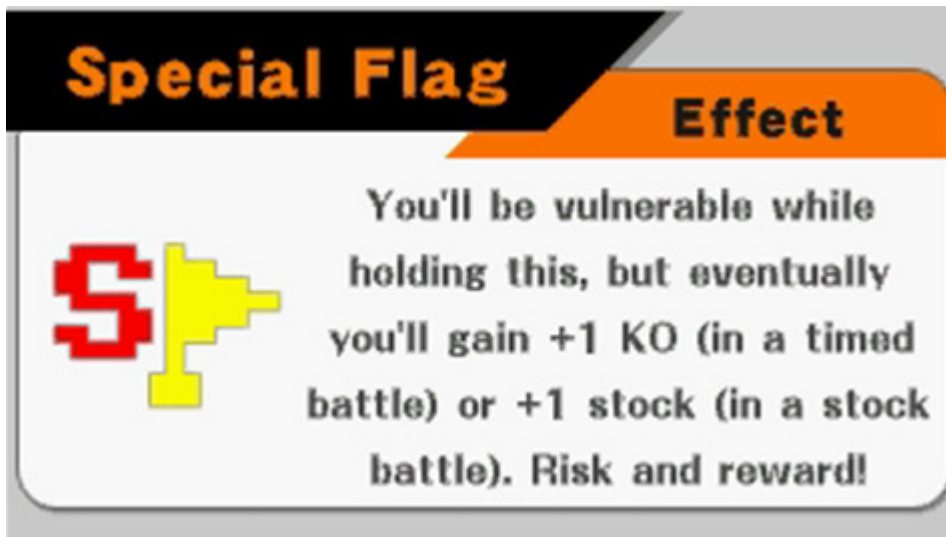 Special Flag
Effect
You'll be vulnerable while
holding this, but eventually
you'll gain +1 KO (in a timed
battle) or +1 stock (in a stock
battle). Risk and reward!
S